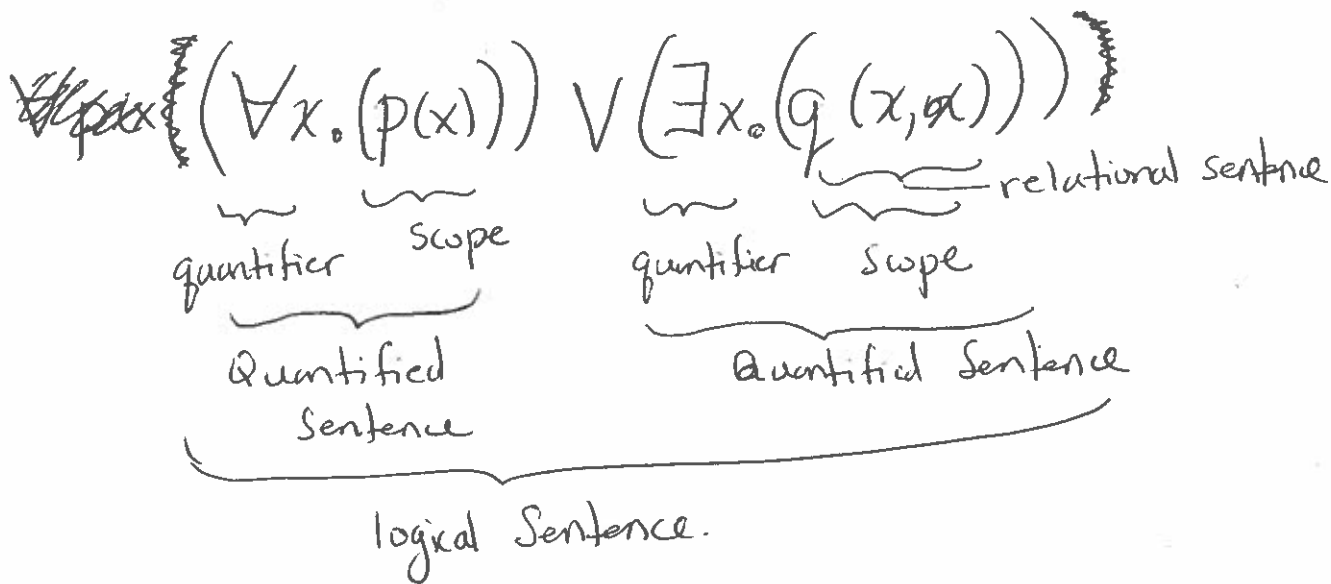 ((∀x.(p(x))) ∨ (∃x.(q(x,x))))
relational sentence
quantifier scope quantifier scope
Quantified Quantified Sentence
Sentence
logical Sentence.